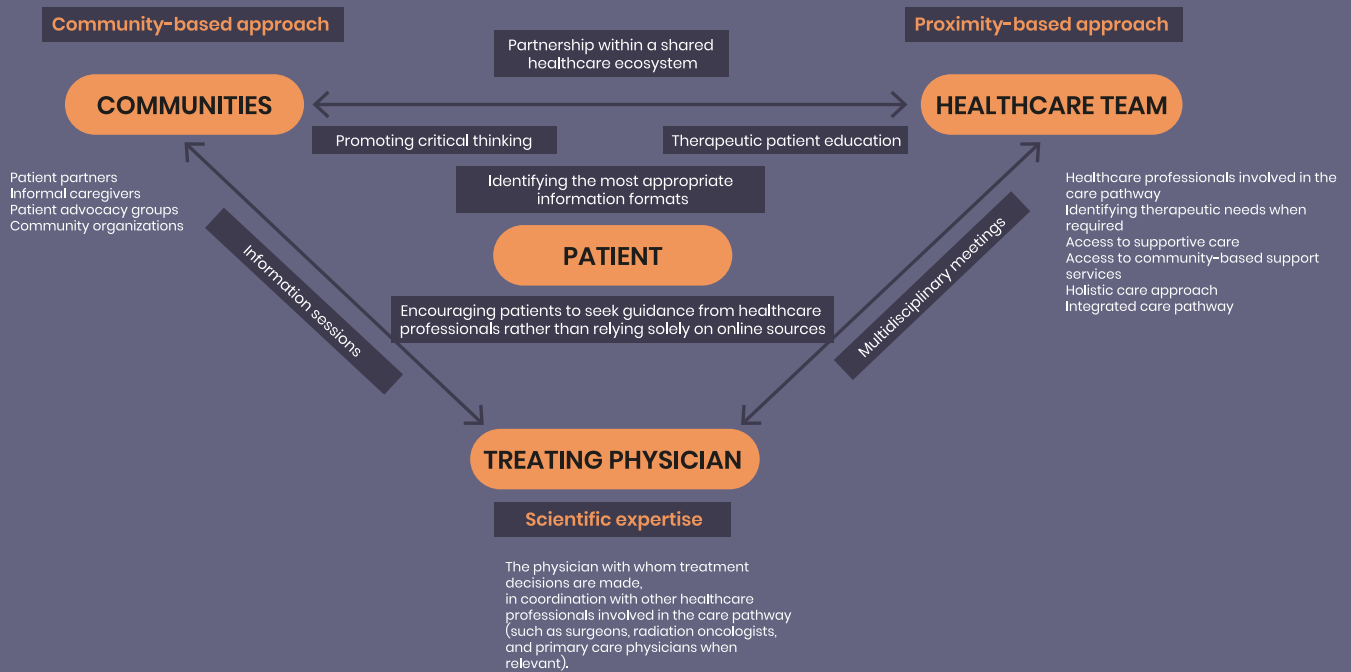 Community-based approach
Proximity-based approach
Partnership within a shared
healthcare ecosystem
COMMUNITIES
HEALTHCARE TEAM
Promoting critical thinking
Therapeutic patient education
Patient partners
Informal caregivers
Patient advocacy groups
Community organizations
Identifying the most appropriate
information formats
Healthcare professionals involved in the
care pathway
Identifying therapeutic needs when
required
Access to supportive care
Access to community-based support
services
Holistic care approach
Integrated care pathway
PATIENT
Information sessions
Multidisciplinary meetings
Encouraging patients to seek guidance from healthcare
professionals rather than relying solely on online sources
TREATING PHYSICIAN
Scientific expertise
The physician with whom treatment
decisions are made,
in coordination with other healthcare
professionals involved in the care pathway
(such as surgeons, radiation oncologists,
and primary care physicians when
relevant).